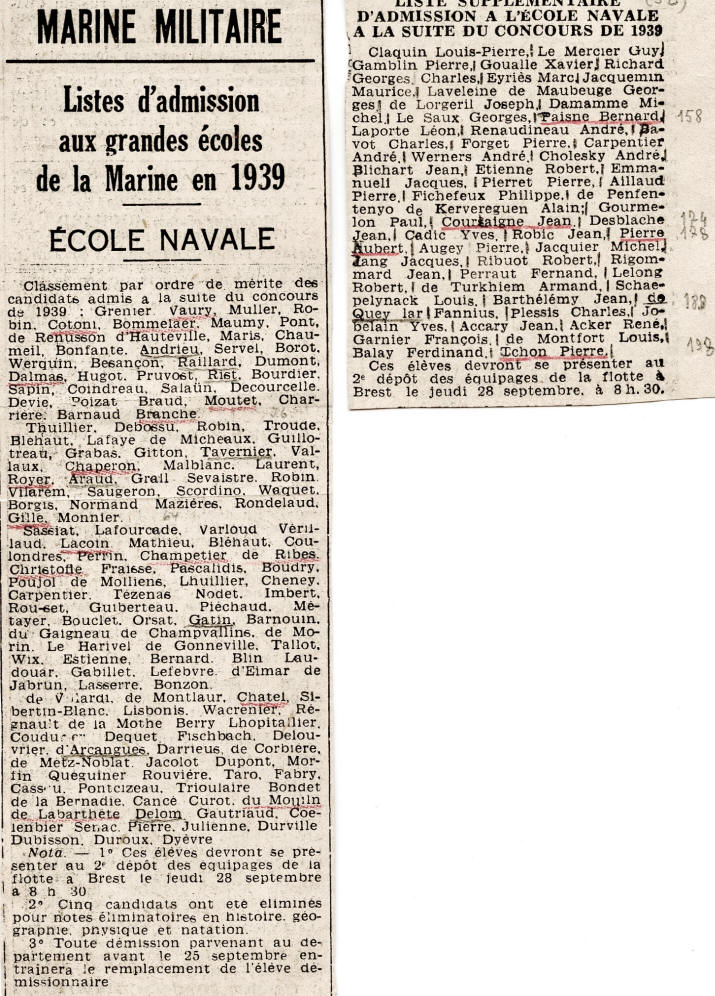 MARINE MILITAIRE
Listes d'admission
aux grandes écoles
de la Marine en 1939
ÉCOLE NAVALE
Classement par ordre de mérite des
candidats admis a la suite du concours
de 1939 : Grenier, Vaury, Muller, Ro-
bin, Cotoni, Bommelaer, Maumy, Pont,
de Renusson d'Hauteville, Maris, Chau-
meil, Bonfante, Andrieu, Servel, Borot,
Werquin, Besançon, Raillard, Dumont,
Dalmas, Hugot, Pruvost, Rist, Bourdier,
Sapin, Coindreau, Salaün, Decourcelle.
Devie, Poizat Braud, Moutet, Char-
rière, Barnaud Branche
Thuillier, Debossu, Robin, Troude,
Bléhaut, Lafaye de Micheaux, Guillo-
treau, Grabas, Gitton, Tavernier, Val-
laux, Chaperon, Malblanc, Laurent,
Royer, Araud, Grall Sevaistre, Robin.
Vilarem, Saugeron, Scordino, Waquet,
Borgis, Normand Mazières, Rondelaud,
Gille, Monnier.
Sassiat, Lafourcade, Varloud Véril-
laud, Lacoin Mathieu, Bléhaut, Cou-
londres, Perrin, Champetier de Ribes,
Christofle Fraisse, Pascalidis, Boudry,
Poujol de Molliens, Lhuillier, Cheney,
Carpentier, Tézenas Nodet, Imbert,
Rousset, Guiberteau, Piéchaud, Mé-
tayer, Bouclet, Orsat, Gatin, Barnouin,
du Gaigneau de Champvallins, de Mo-
rin, Le Harivel de Gonneville, Tallot,
Wix, Estienne, Bernard, Blin Lau-
douar, Gabillet, Lefebvre, d'Eimar de
Jabrun, Lasserre, Bonzon.
de Villardi, de Montlaur, Chatel, Si-
bertin-Blanc, Lisbonis, Wacrenier, Ré-
gnault de la Mothe Berry Lhopitallier,
Dequet Fischbach, Delou-
vrier, d'Arcangues, Darrieus, de Corbière,
de Metz-Noblat, Jacolot Dupont, Mor-
fin Quéguiner Rouvière, Taro, Fabry,
Pontcizeau, Trioulaire Bondet
de la Bernadie, Cancé Curot, du Moulin
de Labarthète Delom Gautriaud, Coe-
lenbier Senac, Pierre, Julienne, Durville
Dubisson, Duroux, Dyèvre
Nota. — 1° Ces élèves devront se pré-
senter au 2e dépôt des équipages de la
flotte à Brest le jeudi 28 septembre
à 8 h 30
2° Cinq candidats ont eté eliminés
pour notes éliminatoires en histoire, géo-
graphie, physique et natation.
3° Toute démission parvenant au dé-
partement avant le 25 septembre en-
traînera le remplacement de l'élève dé-
missionnaire
LISTE SUPPLEMENTAIRE
D'ADMISSION A L'ÉCOLE NAVALE
A LA SUITE DU CONCOURS DE 1939
Claquin Louis-Pierre, Le Mercier Guy,
Gamblin Pierre, Goualle Xavier, Richard
Georges, Charles, Eyriès Marc, Jacquemin
Maurice, Laveleine de Maubeuge Geor-
ges, de Lorgeril Joseph, Damamme Mi-
chel, Le Saux Georges, Paisne Bernard, 158
Laporte Léon, Renaudineau André, Ba-
vot Charles, Forget Pierre, Carpentier
André, Werners André, Cholesky André,
Blichart Jean, Etienne Robert, Emma-
nueli Jacques, Pierret Pierre, Aillaud
Pierre, Fichefeux Philippe, de Penfen-
tenyo de Kervereguen Alain; Gourme-
lon Paul, Coursaigne Jean, Desblache 174
Jean, Cadic Yves, Robic Jean, Pierre 178
Aubert, Augey Pierre, Jacquier Michel,
Zang Jacques, Ribuot Robert, Rigom-
mard Jean, Perraut Fernand, Lelong
Robert, de Turkhiem Armand, Schae-
pelynack Louis, Barthélémy Jean, de 188
Quey lar Fannius, Plessis Charles, Jo-
belain Yves, Accary Jean, Acker René,
Garnier François, de Montfort Louis,
Balay Ferdinand, Tchon Pierre, 198
Ces élèves devront se présenter au
2e dépôt des équipages de la flotte à
Brest le jeudi 28 septembre, à 8 h. 30.